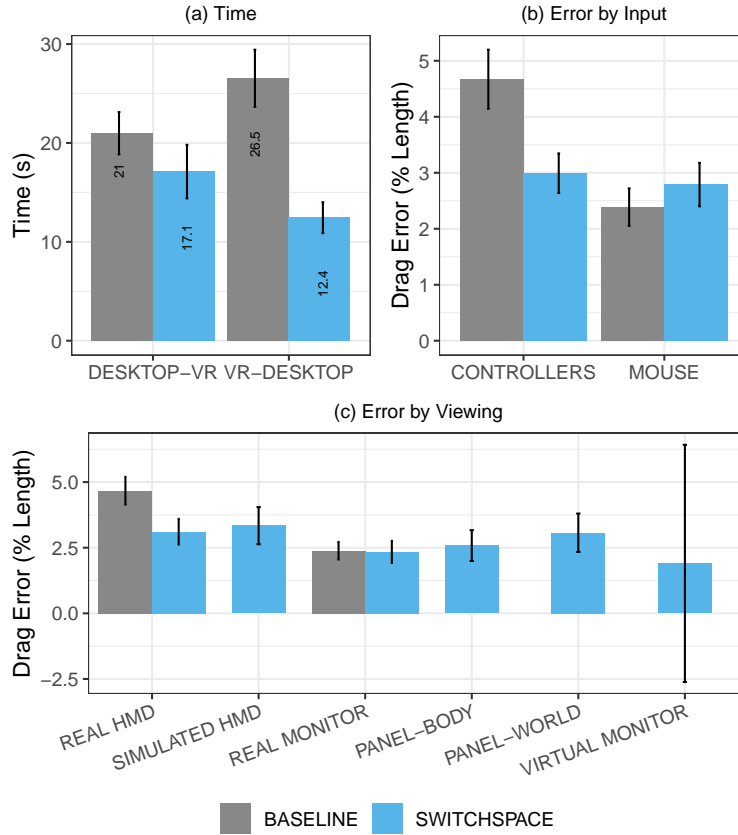 (a) Time
Time (s)
30
20
10
0
21
17.1
26.5
12.4
DESKTOP−VR VR−DESKTOP
(b) Error by Input
Drag Error (% Length)
5
4
3
2
1
0
CONTROLLERS MOUSE
(c) Error by Viewing
Drag Error (% Length)
5.0
2.5
0.0
−2.5
REAL HMD
SIMULATED HMD
REAL MONITOR
PANEL−BODY
PANEL−WORLD
VIRTUAL MONITOR
BASELINE SWITCHSPACE